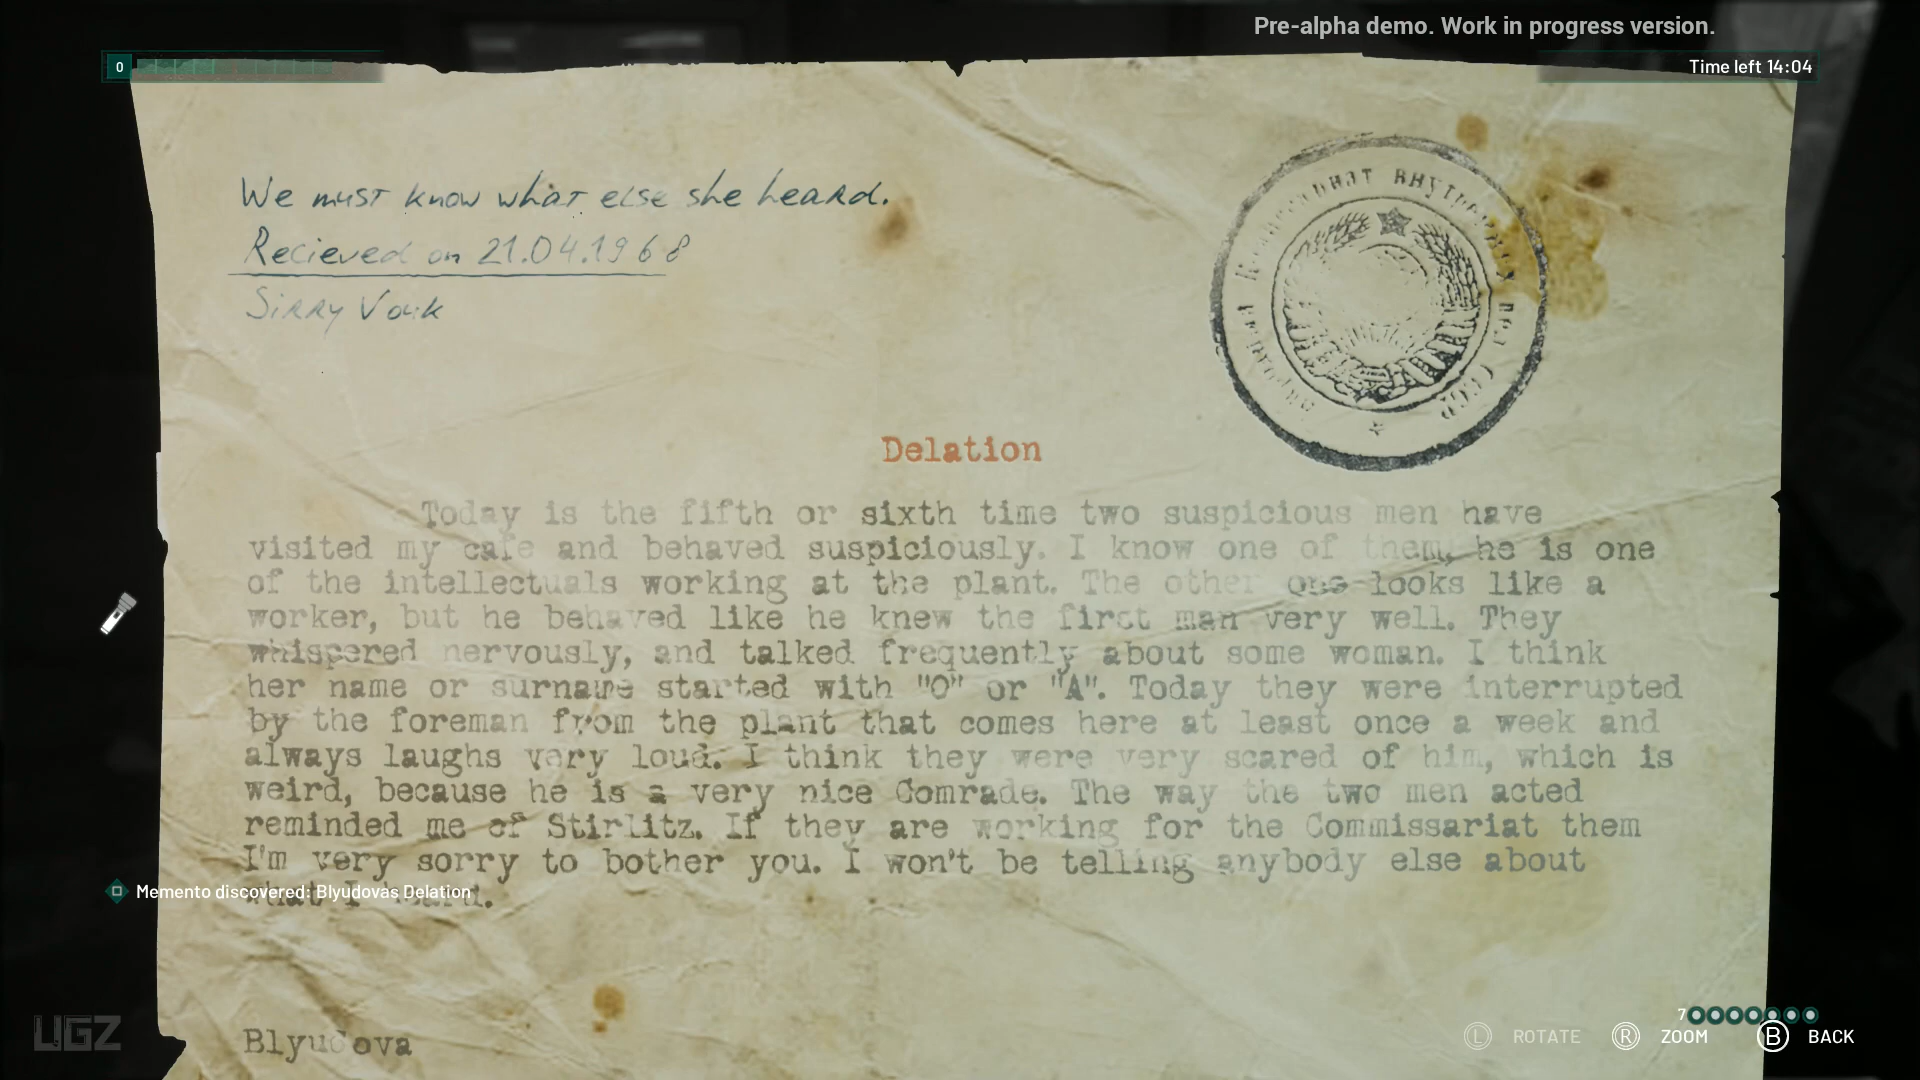 Pre-alpha demo. Work in progress version.
0
Time left 14:04
We must know what else she heard.
Recieved on 21.04.1968
Sirry Vovk
Delation
Today is the fifth or sixth time two suspicious men have
visited my cafe and behaved suspiciously. I know one of them, he is one
of the intellectuals working at the plant. The other one looks like a
worker, but he behaved like he knew the first man very well. They
whispered nervously, and talked frequently about some woman. I think
her name or surname started with "O" or "A". Today they were interrupted
by the foreman from the plant that comes here at least once a week and
always laughs very loud. I think they were very scared of him, which is
weird, because he is a very nice Comrade. The way the two men acted
reminded me of Stirlitz. If they are working for the Commissariat them
I'm very sorry to bother you. I won't be telling anybody else about
what I
Memento discovered: Blyudovas Delation
Blyudova
UGZ
7
L ROTATE R ZOOM B BACK